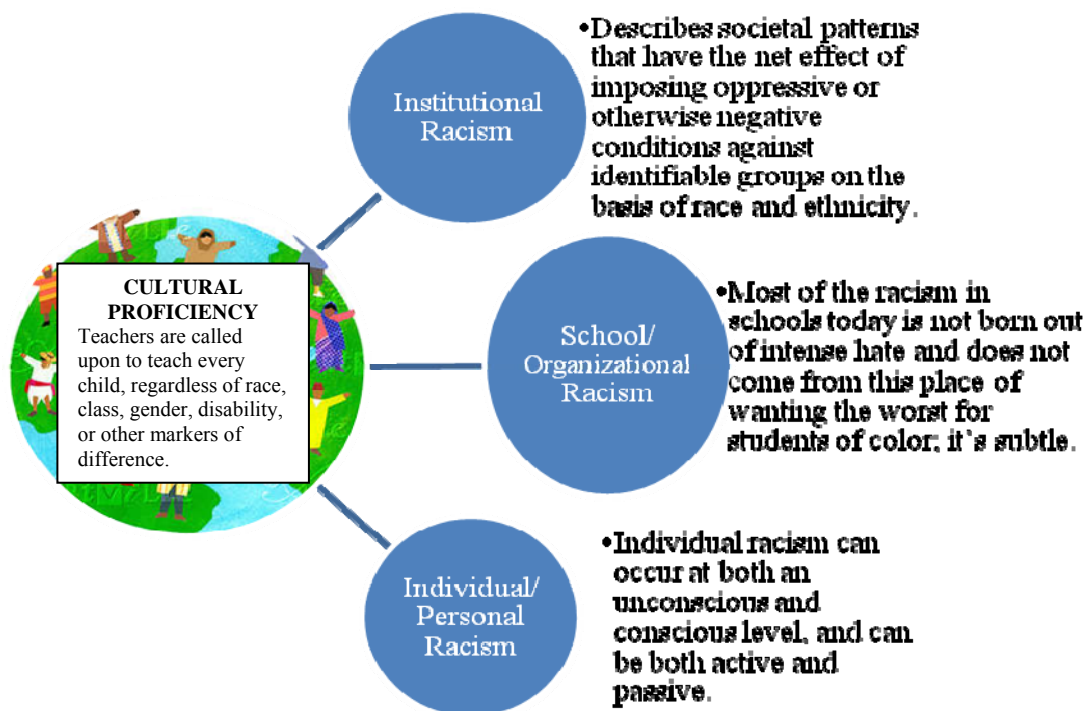 Institutional
Racism
•Describes societal patterns
that have the net effect of
imposing oppressive or
otherwise negative
conditions against
identifiable groups on the
basis of race and ethnicity.
CULTURAL
PROFICIENCY
Teachers are called
upon to teach every
child, regardless of race,
class, gender, disability,
or other markers of
difference.
School/
Organizational
Racism
•Most of the racism in
schools today is not born out
of intense hate and does not
come from this place of
wanting the worst for
students of color; it's subtle.
Individual/
Personal
Racism
•Individual racism can
occur at both an
unconscious and
conscious level, and can
be both active and
passive.